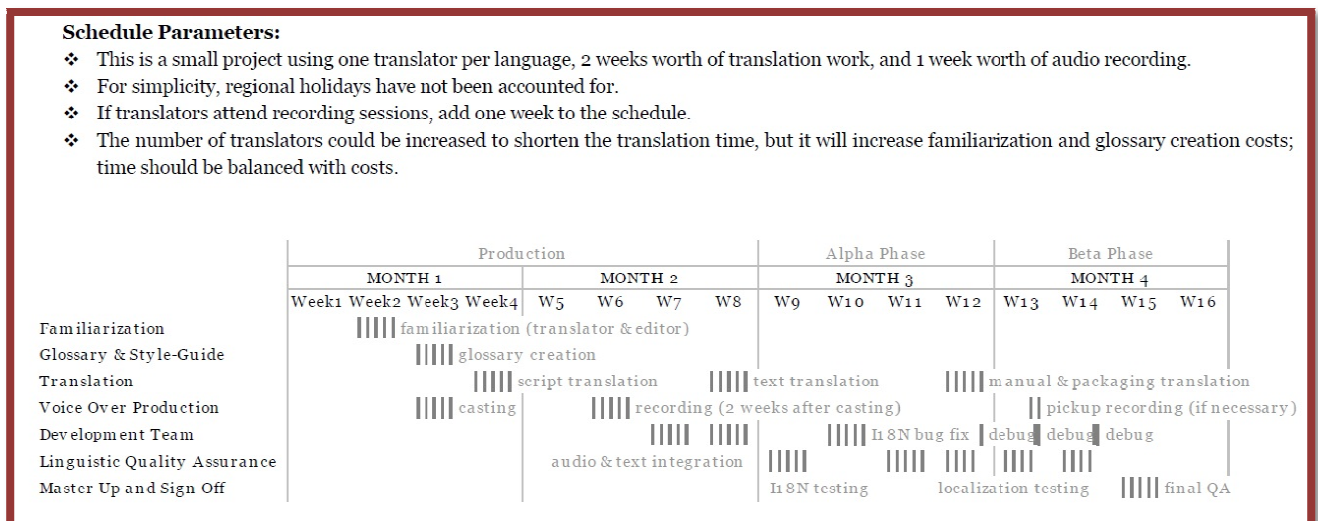 Schedule Parameters:
❖ This is a small project using one translator per language, 2 weeks worth of translation work, and 1 week worth of audio recording.
❖ For simplicity, regional holidays have not been accounted for.
❖ If translators attend recording sessions, add one week to the schedule.
❖ The number of translators could be increased to shorten the translation time, but it will increase familiarization and glossary creation costs;
time should be balanced with costs.
Production Alpha Phase Beta Phase
MONTH 1 MONTH 2 MONTH 3 MONTH 4
Week1 Week2 Week3 Week4 W5 W6 W7 W8 W9 W10 W11 W12 W13 W14 W15 W16
Familiarization familiarization (translator & editor)
Glossary & Style-Guide glossary creation
Translation script translation text translation manual & packaging translation
Voice Over Production casting recording (2 weeks after casting) pickup recording (if necessary)
Development Team I18N bug fix debug debug debug
Linguistic Quality Assurance audio & text integration
Master Up and Sign Off I18N testing localization testing final QA